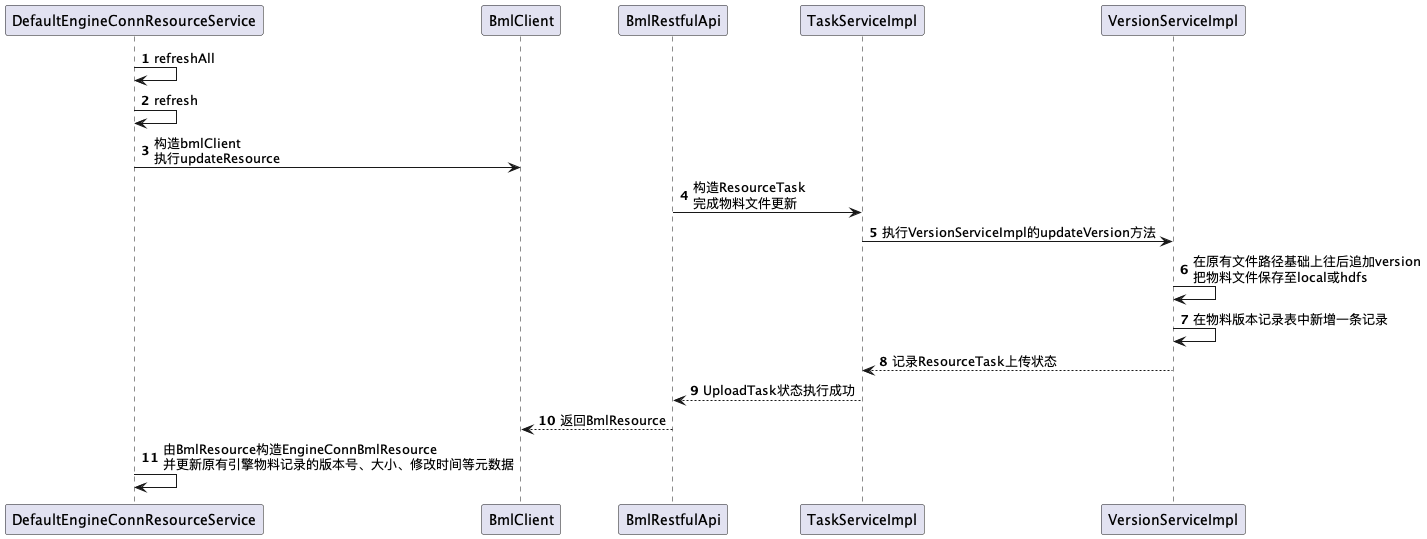 DefaultEngineConnResourceService
BmlClient
BmlRestfulApi
TaskServiceImpl
VersionServiceImpl
1 refreshAll
2 refresh
3 构造bmlClient
执行updateResource
4 构造ResourceTask
完成物料文件更新
5 执行VersionServiceImpl的updateVersion方法
6 在原有文件路径基础上往后追加version
把物料文件保存至local或hdfs
7 在物料版本记录表中新增一条记录
8 记录ResourceTask上传状态
9 UploadTask状态执行成功
10 返回BmlResource
11 由BmlResource构造EngineConnBmlResource
并更新原有引擎物料记录的版本号、大小、修改时间等元数据
DefaultEngineConnResourceService
BmlClient
BmlRestfulApi
TaskServiceImpl
VersionServiceImpl